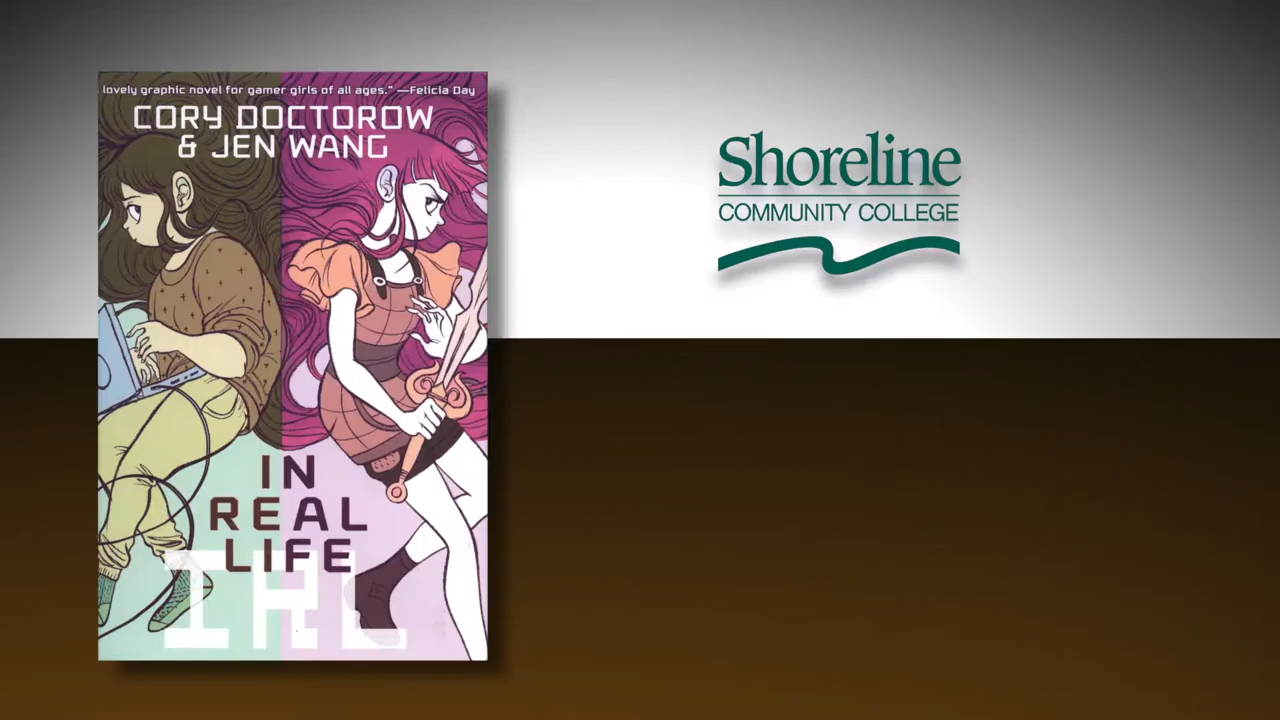 lovely graphic novel for gamer girls of all ages." —Felicia Day
CORY DOCTOROW
& JEN WANG
IN
REAL
LIFE
IRL
Shoreline
COMMUNITY COLLEGE